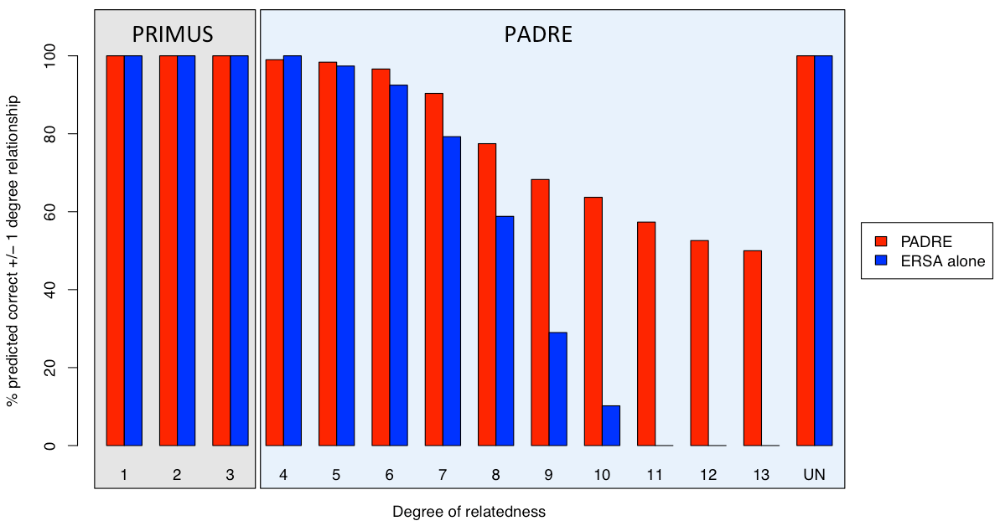 PRIMUS
PADRE
% predicted correct +/− 1 degree relationship
100
80
60
40
20
0
1 2 3 4 5 6 7 8 9 10 11 12 13 UN
Degree of relatedness
PADRE
ERSA alone